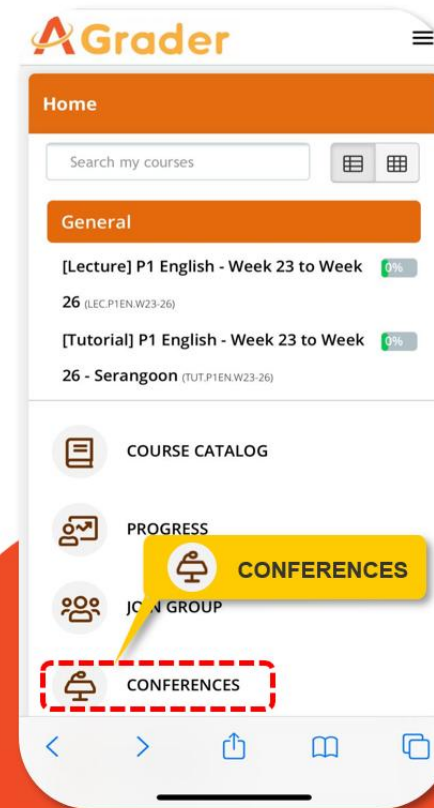 AGrader
Home
Search my courses
General
[Lecture] P1 English - Week 23 to Week 0%
26 (LEC.P1EN.W23-26)
[Tutorial] P1 English - Week 23 to Week 0%
26 - Serangoon (TUT.P1EN.W23-26)
COURSE CATALOG
PROGRESS
CONFERENCES
JOIN GROUP
CONFERENCES